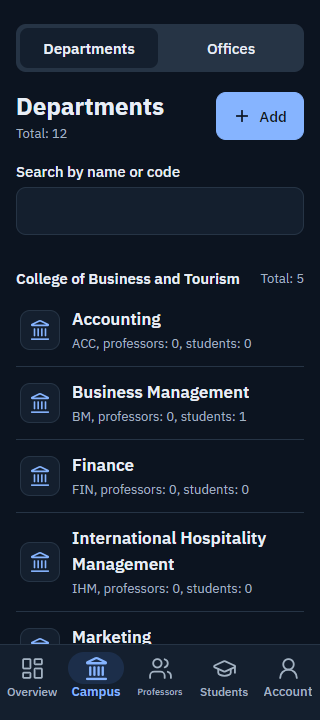 Departments
Offices
Departments
Total: 12
Add
Search by name or code
College of Business and Tourism
Total: 5
Accounting
ACC, professors: 0, students: 0
Business Management
BM, professors: 0, students: 1
Finance
FIN, professors: 0, students: 0
International Hospitality
Management
IHM, professors: 0, students: 0
Marketing
Overview
Campus
Professors
Students
Account